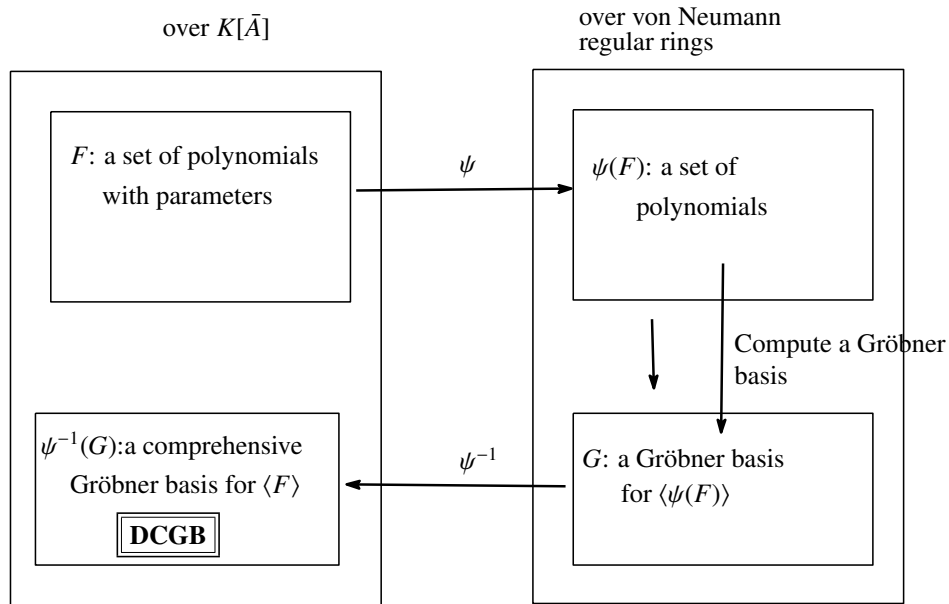 over K[Ā]
over von Neumann
regular rings
F: a set of polynomials
with parameters
ψ
ψ(F): a set of
polynomials
Compute a Gröbner
basis
ψ⁻¹(G):a comprehensive
Gröbner basis for ⟨F⟩
DCGB
ψ⁻¹
G: a Gröbner basis
for ⟨ψ(F)⟩